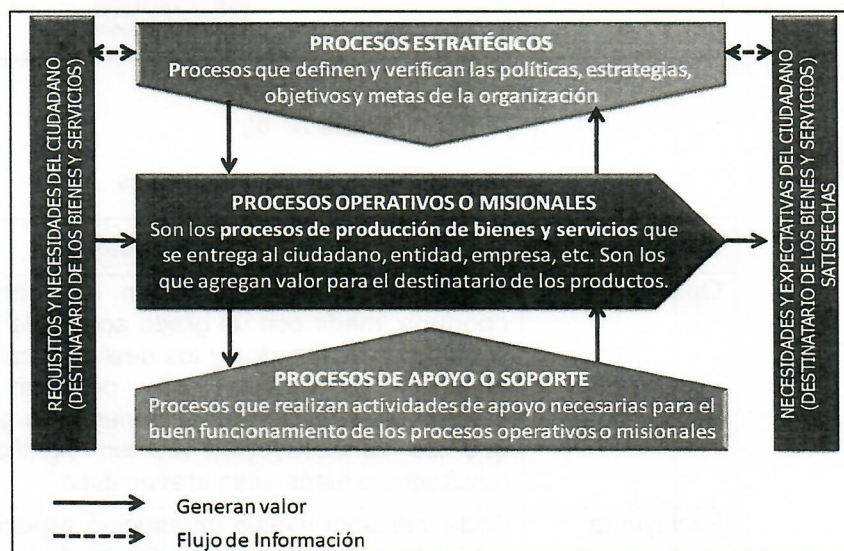 REQUISITOS Y NECESIDADES DEL CIUDADANO
(DESTINATARIO DE LOS BIENES Y SERVICIOS)
PROCESOS ESTRATÉGICOS
Procesos que definen y verifican las políticas, estrategias,
objetivos y metas de la organización
PROCESOS OPERATIVOS O MISIONALES
Son los procesos de producción de bienes y servicios que
se entrega al ciudadano, entidad, empresa, etc. Son los
que agregan valor para el destinatario de los productos.
PROCESOS DE APOYO O SOPORTE
Procesos que realizan actividades de apoyo necesarias para el
buen funcionamiento de los procesos operativos o misionales
NECESIDADES Y EXPECTATIVAS DEL CIUDADANO
(DESTINATARIO DE LOS BIENES Y SERVICIOS)
SATISFECHAS
Generan valor
Flujo de Información